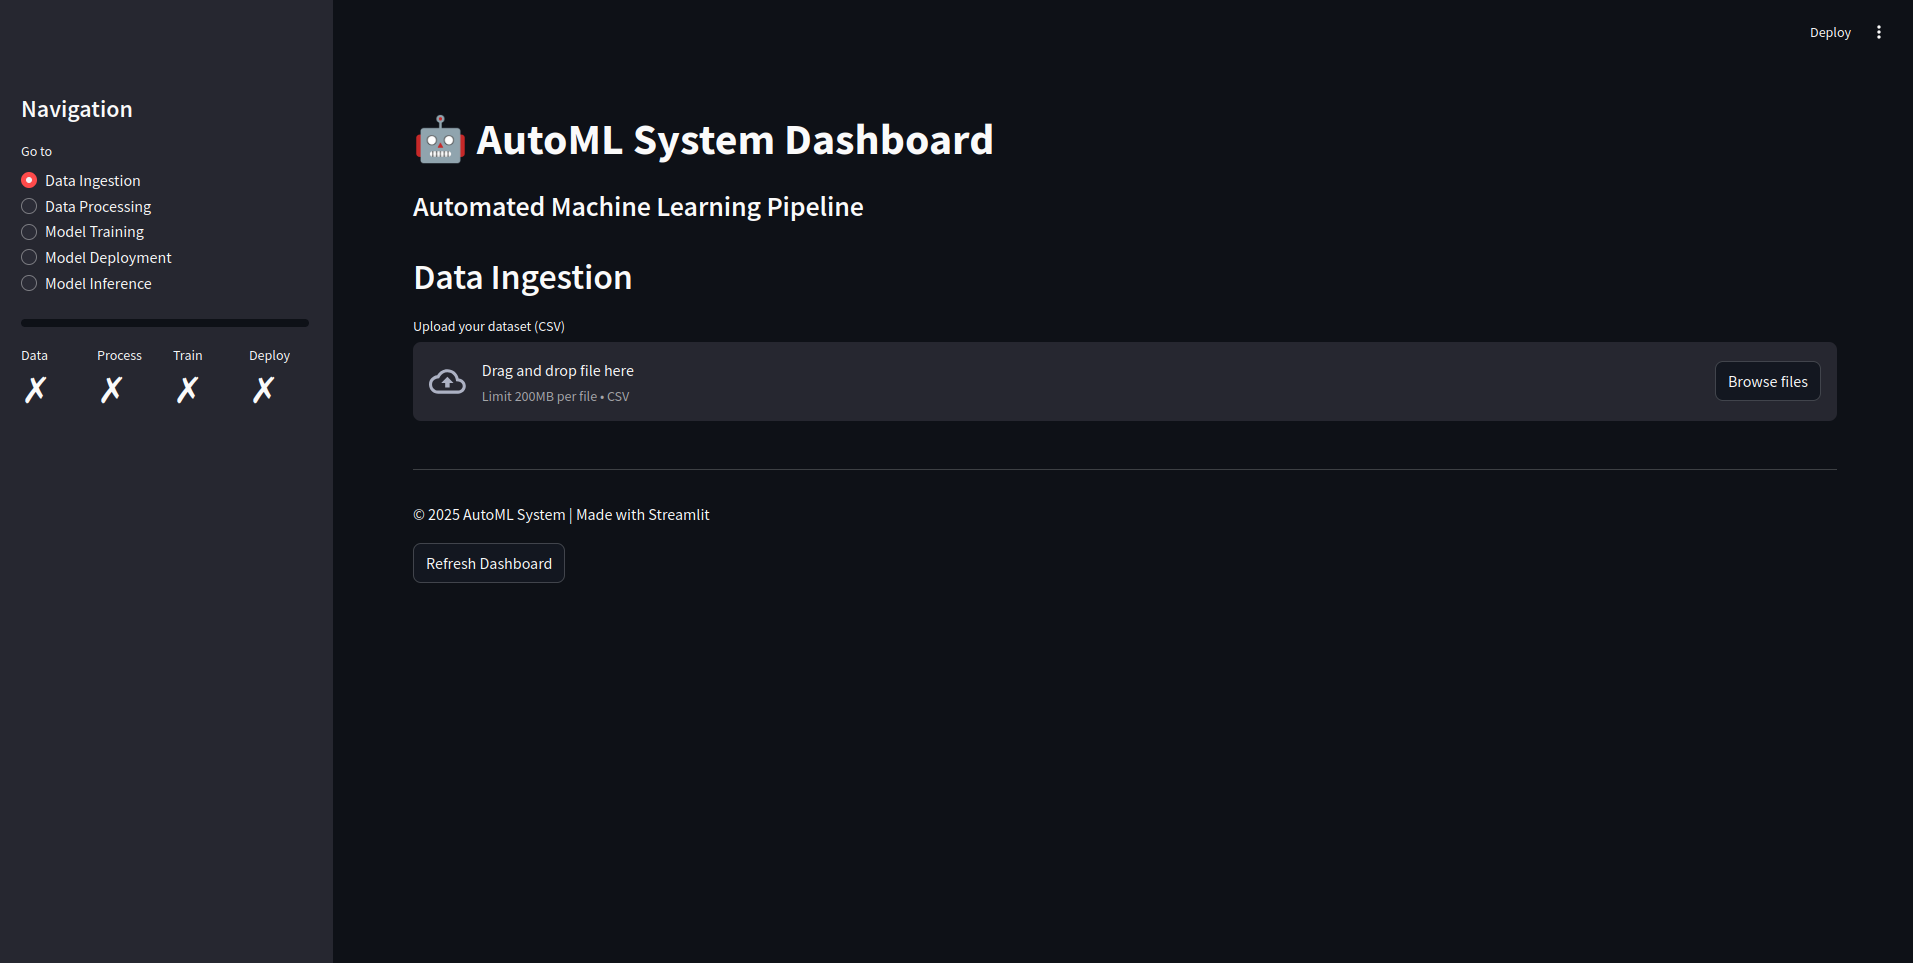 Deploy
Navigation
Go to
Data Ingestion
Data Processing
Model Training
Model Deployment
Model Inference
Data Process Train Deploy
✗ ✗ ✗ ✗
🤖 AutoML System Dashboard
Automated Machine Learning Pipeline
Data Ingestion
Upload your dataset (CSV)
Drag and drop file here
Limit 200MB per file • CSV
Browse files
© 2025 AutoML System | Made with Streamlit
Refresh Dashboard